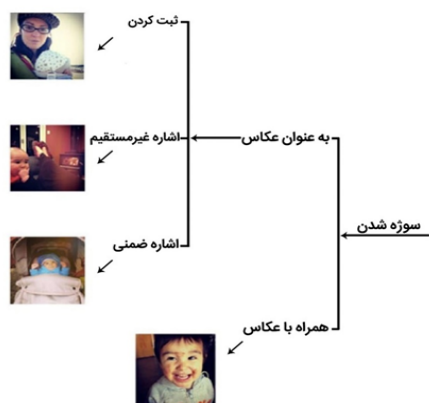 ثبت کردن
اشاره غیرمستقیم
به عنوان عکاس
سوژه شدن
اشاره ضمنی
همراه با عکاس